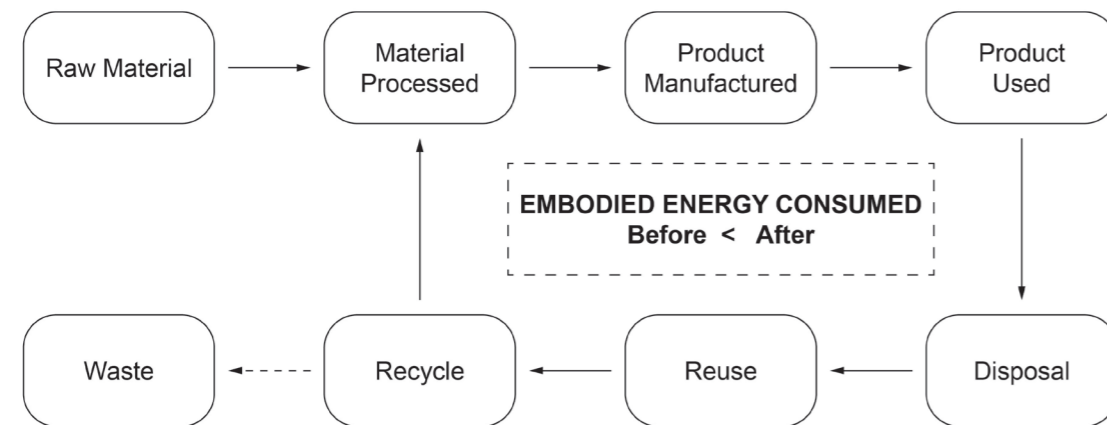 Raw Material
Material
Processed
Product
Manufactured
Product
Used
EMBODIED ENERGY CONSUMED
Before < After
Waste
Recycle
Reuse
Disposal